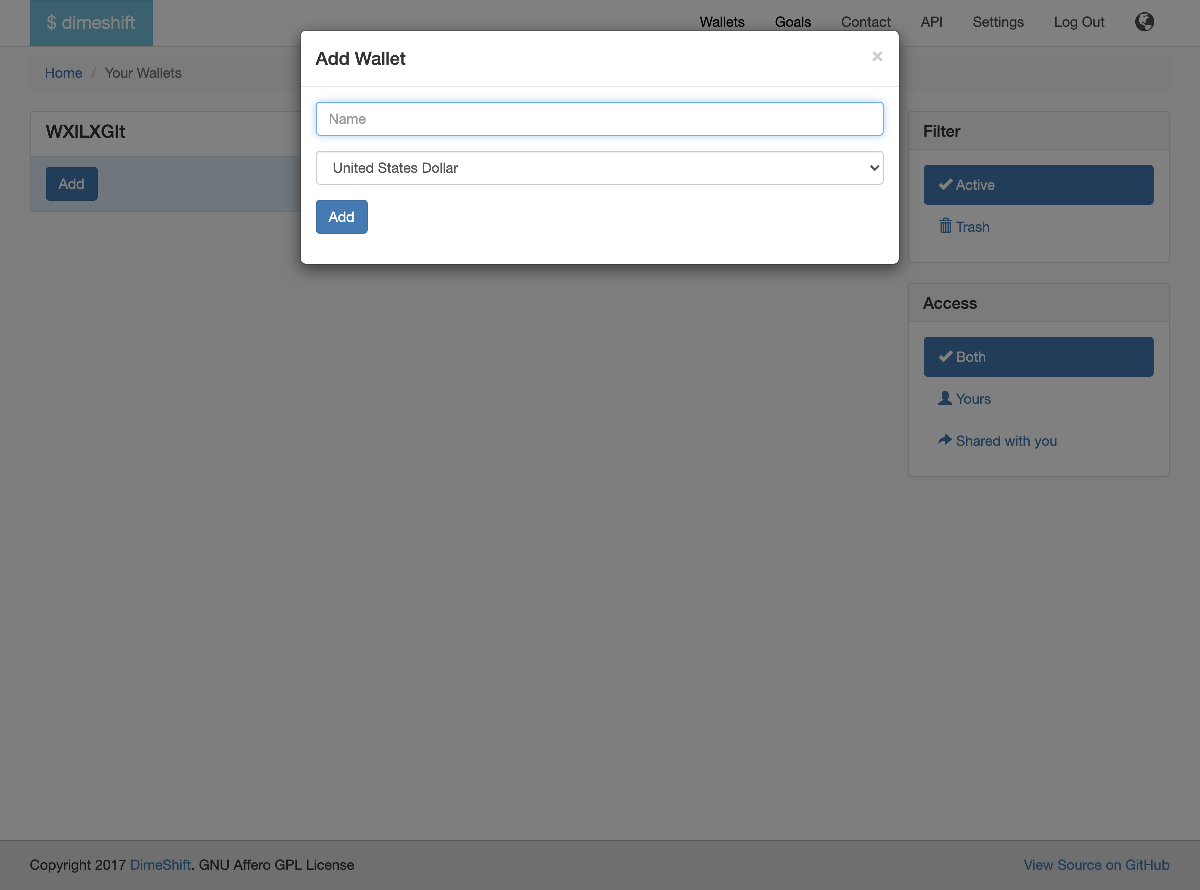 $ dimeshift
Wallets Goals Contact API Settings Log Out
Add Wallet ×
Home / Your Wallets
Name
WXILXGlt
Filter
United States Dollar
Add
Active
Add
Trash
Access
Both
Yours
Shared with you
Copyright 2017 DimeShift. GNU Affero GPL License
View Source on GitHub